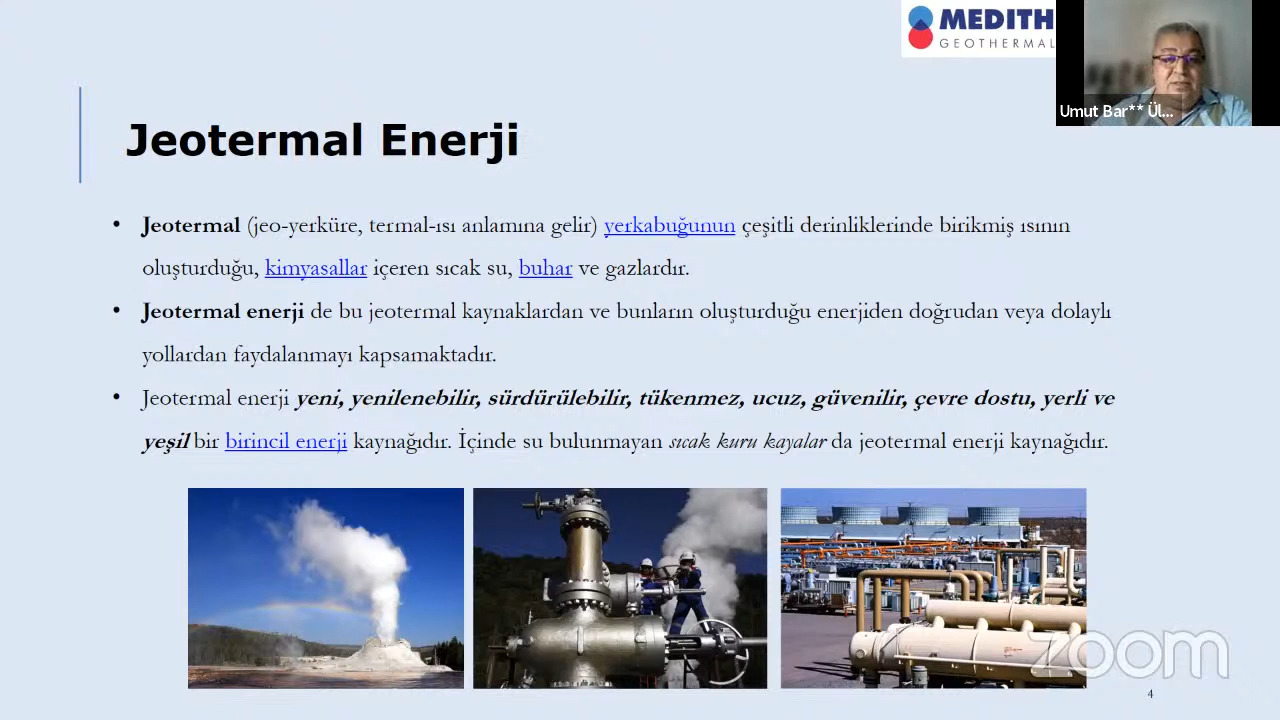 MEDITH
GEOTHERMAL
Umut Bar** Ül...
Jeotermal Enerji
• Jeotermal (jeo-yerküre, termal-ısı anlamına gelir) yerkabuğunun çeşitli derinliklerinde birikmiş ısının
oluşturduğu, kimyasallar içeren sıcak su, buhar ve gazlardır.
• Jeotermal enerji de bu jeotermal kaynaklardan ve bunların oluşturduğu enerjiden doğrudan veya dolaylı
yollardan faydalanmayı kapsamaktadır.
• Jeotermal enerji yeni, yenilenebilir, sürdürülebilir, tükenmez, ucuz, güvenilir, çevre dostu, yerli ve
yeşil bir birincil enerji kaynağıdır. İçinde su bulunmayan sıcak kuru kayalar da jeotermal enerji kaynağıdır.
zoom
4